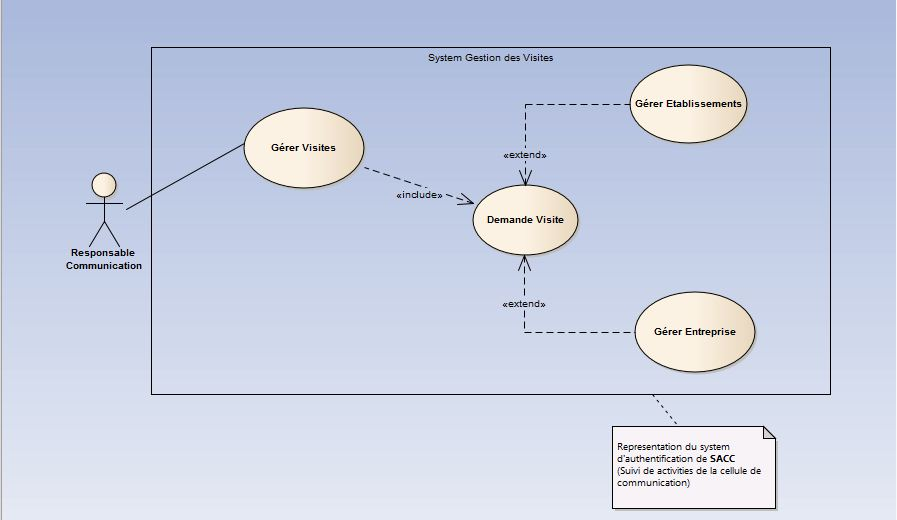 System Gestion des Visites
Gérer Etablissements
Gérer Visites
«extend»
«include»
Demande Visite
Responsable
Communication
«extend»
Gérer Entreprise
Representation du system
d'authentification de SACC
(Suivi de activities de la cellule de
communication)